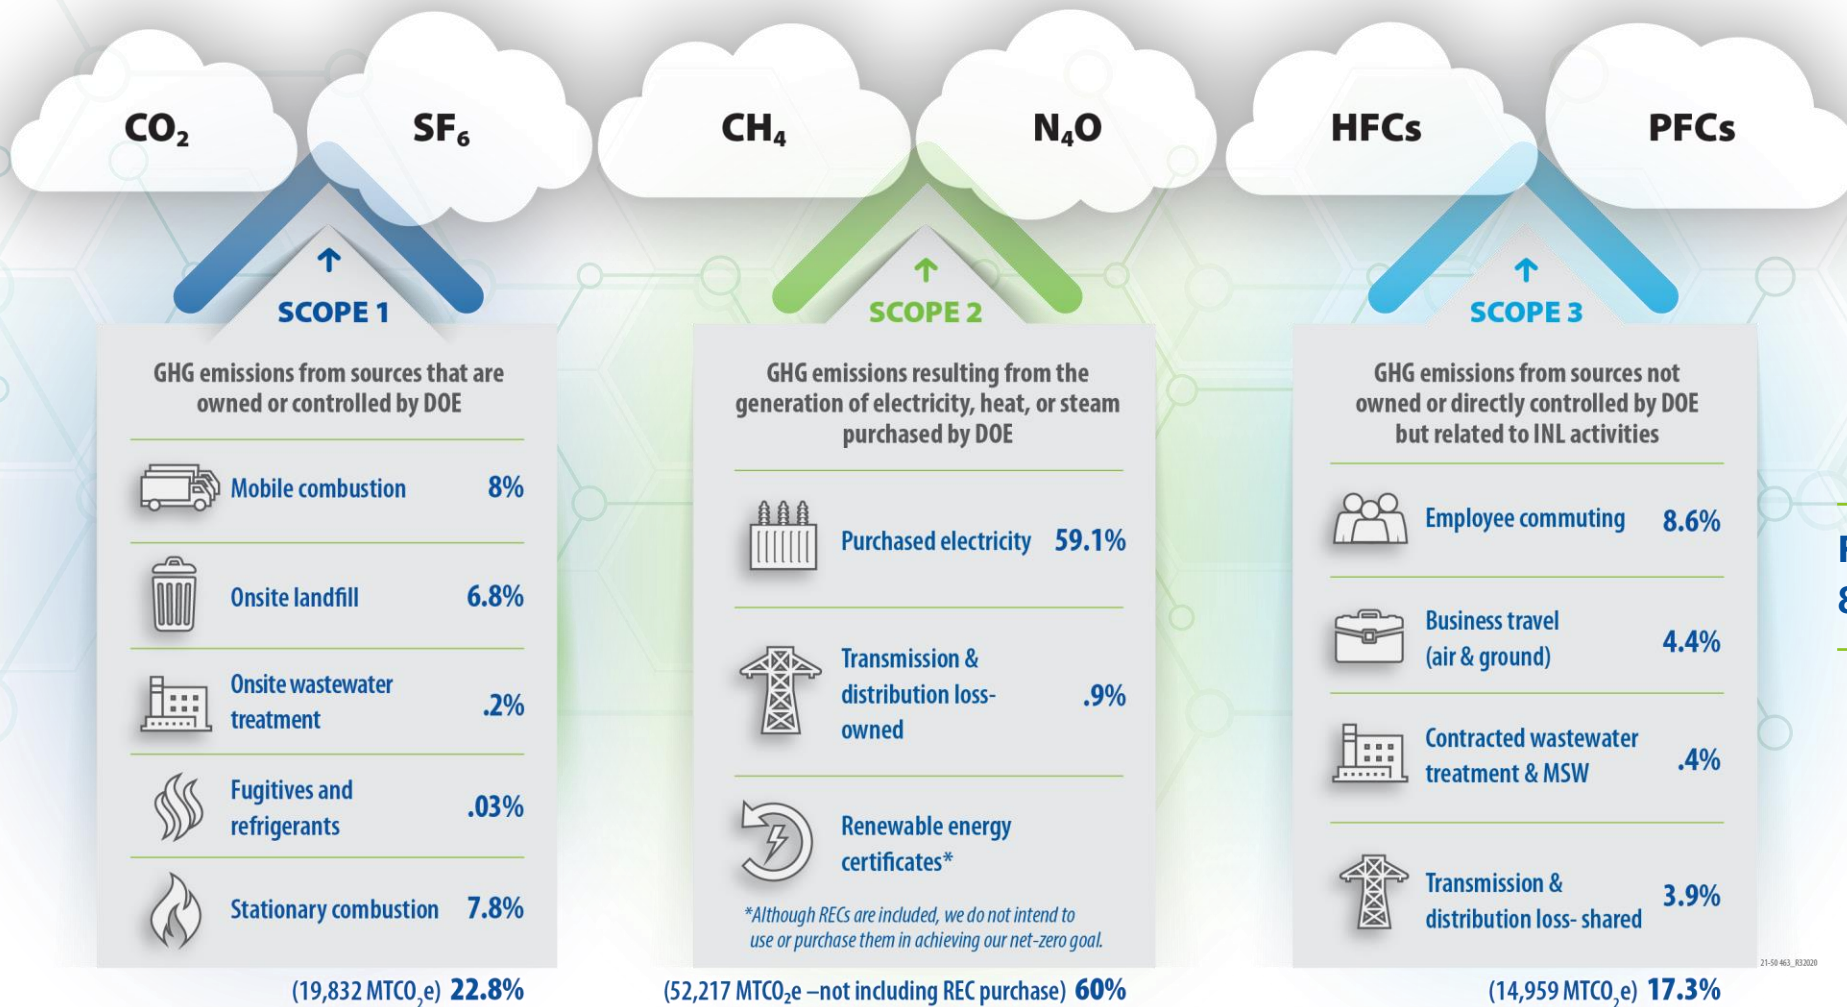 CO₂
SF₆
CH₄
N₄O
HFCs
PFCs
SCOPE 1
GHG emissions from sources that are
owned or controlled by DOE
Mobile combustion 8%
Onsite landfill 6.8%
Onsite wastewater
treatment .2%
Fugitives and
refrigerants .03%
Stationary combustion 7.8%
(19,832 MTCO₂e) 22.8%
SCOPE 2
GHG emissions resulting from the
generation of electricity, heat, or steam
purchased by DOE
Purchased electricity 59.1%
Transmission &
distribution loss- .9%
owned
Renewable energy
certificates*
*Although RECs are included, we do not intend to
use or purchase them in achieving our net-zero goal.
(52,217 MTCO₂e –not including REC purchase) 60%
SCOPE 3
GHG emissions from sources not
owned or directly controlled by DOE
but related to INL activities
Employee commuting 8.6%
Business travel
(air & ground) 4.4%
Contracted wastewater
treatment & MSW .4%
Transmission &
distribution loss- shared 3.9%
(14,959 MTCO₂e) 17.3%
21-50463_R32020